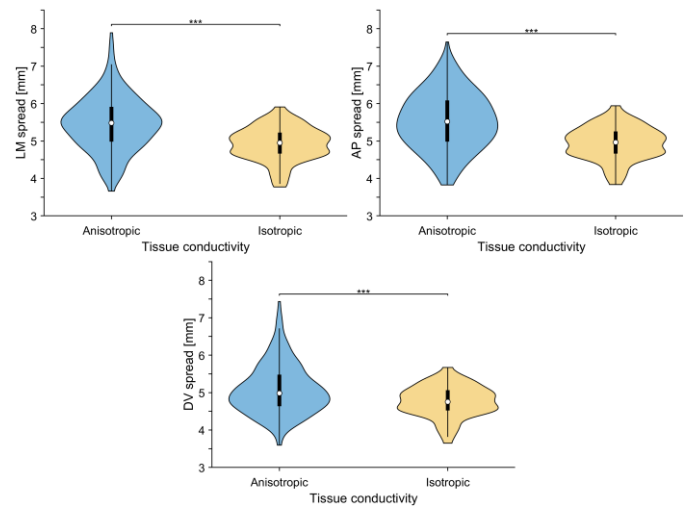 8
7
6
5
4
3
LM spread [mm]
***
Anisotropic
Isotropic
Tissue conductivity
8
7
6
5
4
3
AP spread [mm]
***
Anisotropic
Isotropic
Tissue conductivity
8
7
6
5
4
3
DV spread [mm]
***
Anisotropic
Isotropic
Tissue conductivity